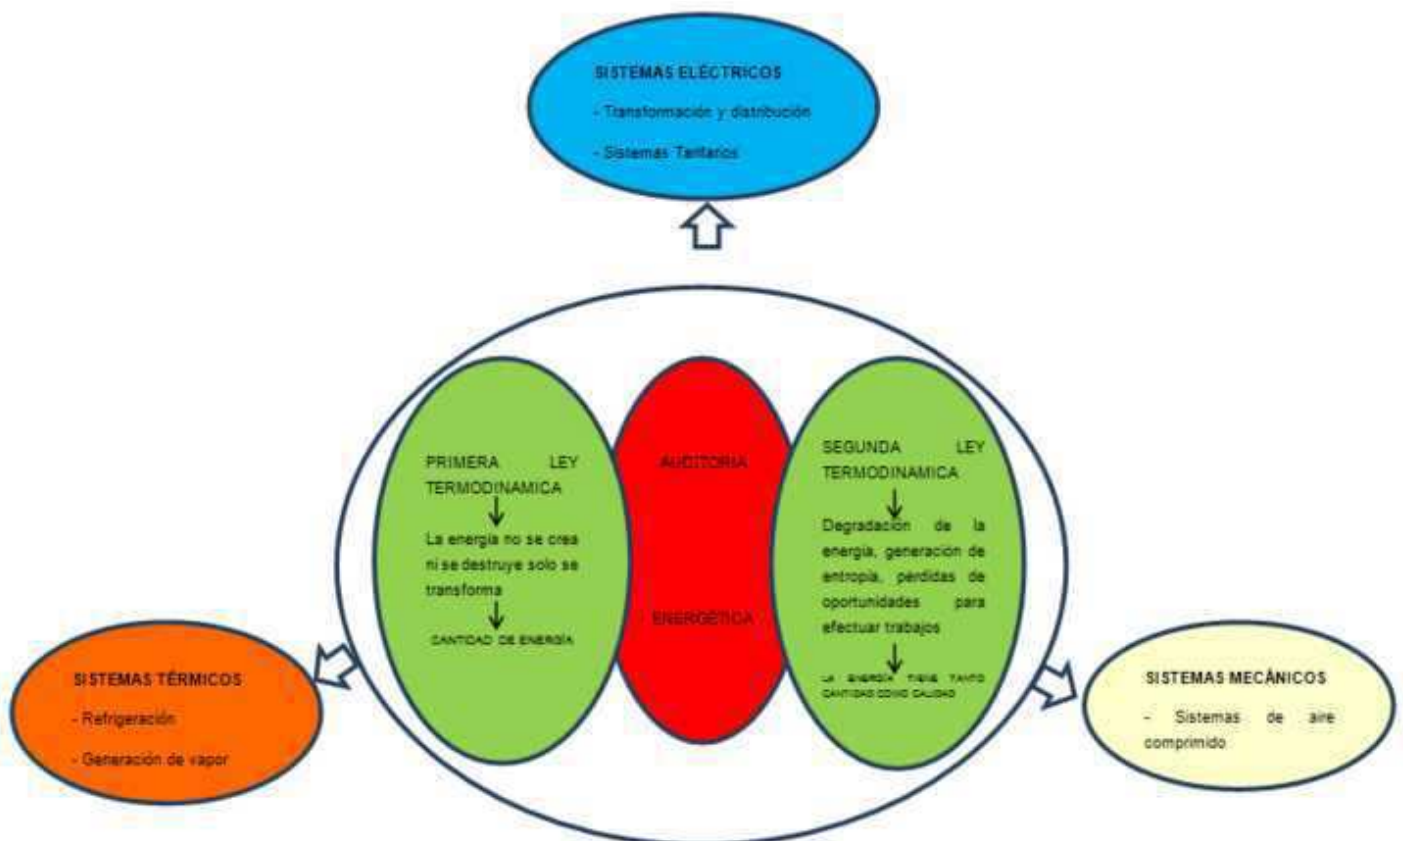 SISTEMAS ELÉCTRICOS
- Transformación y distribución
- Sistemas Tarifarios
PRIMERA LEY
TERMODINAMICA
La energía no se crea
ni se destruye solo se
transforma
CANTIDAD DE ENERGÍA
AUDITORIA
ENERGÉTICA
SEGUNDA LEY
TERMODINAMICA
Degradación de la
energía, generación de
entropía, perdidas de
oportunidades para
efectuar trabajos
LA ENERGÍA TIENE TANTO
CANTIDAD COMO CALIDAD
SISTEMAS TÉRMICOS
- Refrigeración
- Generación de vapor
SISTEMAS MECÁNICOS
- Sistemas de aire
comprimido